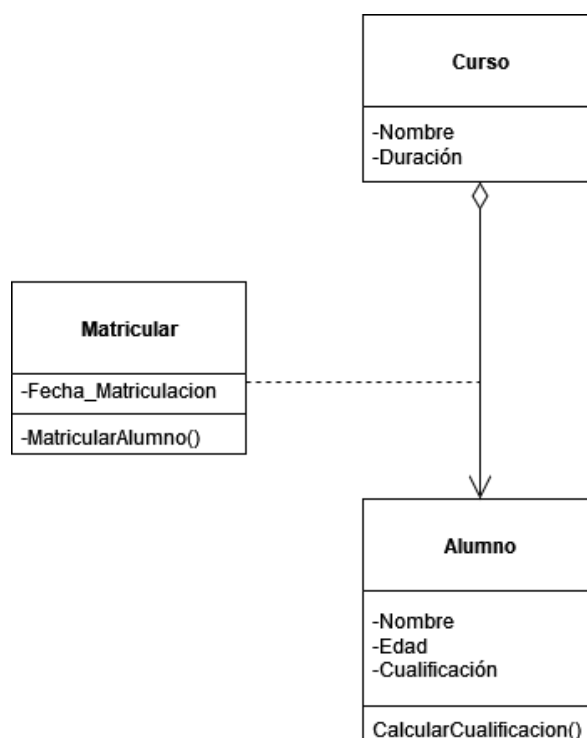 Curso
-Nombre
-Duración
Matricular
-Fecha_Matriculacion
-MatricularAlumno()
Alumno
-Nombre
-Edad
-Cualificación
CalcularCualificacion()